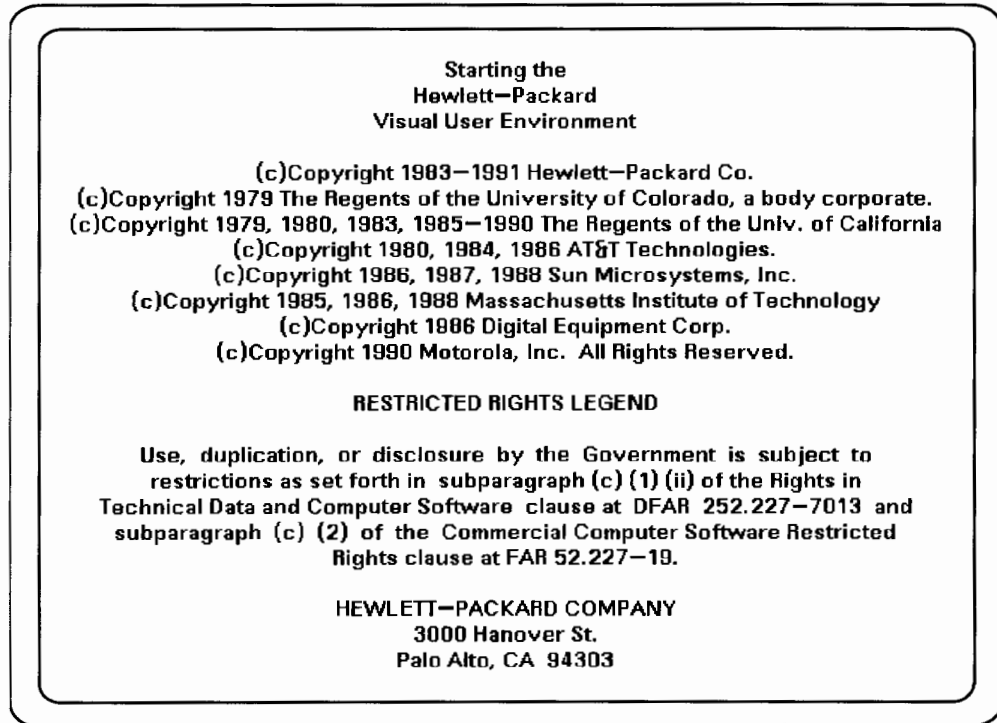 Starting the
Hewlett-Packard
Visual User Environment
(c)Copyright 1983-1991 Hewlett-Packard Co.
(c)Copyright 1979 The Regents of the University of Colorado, a body corporate.
(c)Copyright 1979, 1980, 1983, 1985-1990 The Regents of the Univ. of California
(c)Copyright 1980, 1984, 1986 AT&T Technologies.
(c)Copyright 1986, 1987, 1988 Sun Microsystems, Inc.
(c)Copyright 1985, 1986, 1988 Massachusetts Institute of Technology
(c)Copyright 1986 Digital Equipment Corp.
(c)Copyright 1990 Motorola, Inc. All Rights Reserved.
RESTRICTED RIGHTS LEGEND
Use, duplication, or disclosure by the Government is subject to
restrictions as set forth in subparagraph (c) (1) (ii) of the Rights in
Technical Data and Computer Software clause at DFAR 252.227-7013 and
subparagraph (c) (2) of the Commercial Computer Software Restricted
Rights clause at FAR 52.227-19.
HEWLETT-PACKARD COMPANY
3000 Hanover St.
Palo Alto, CA 94303